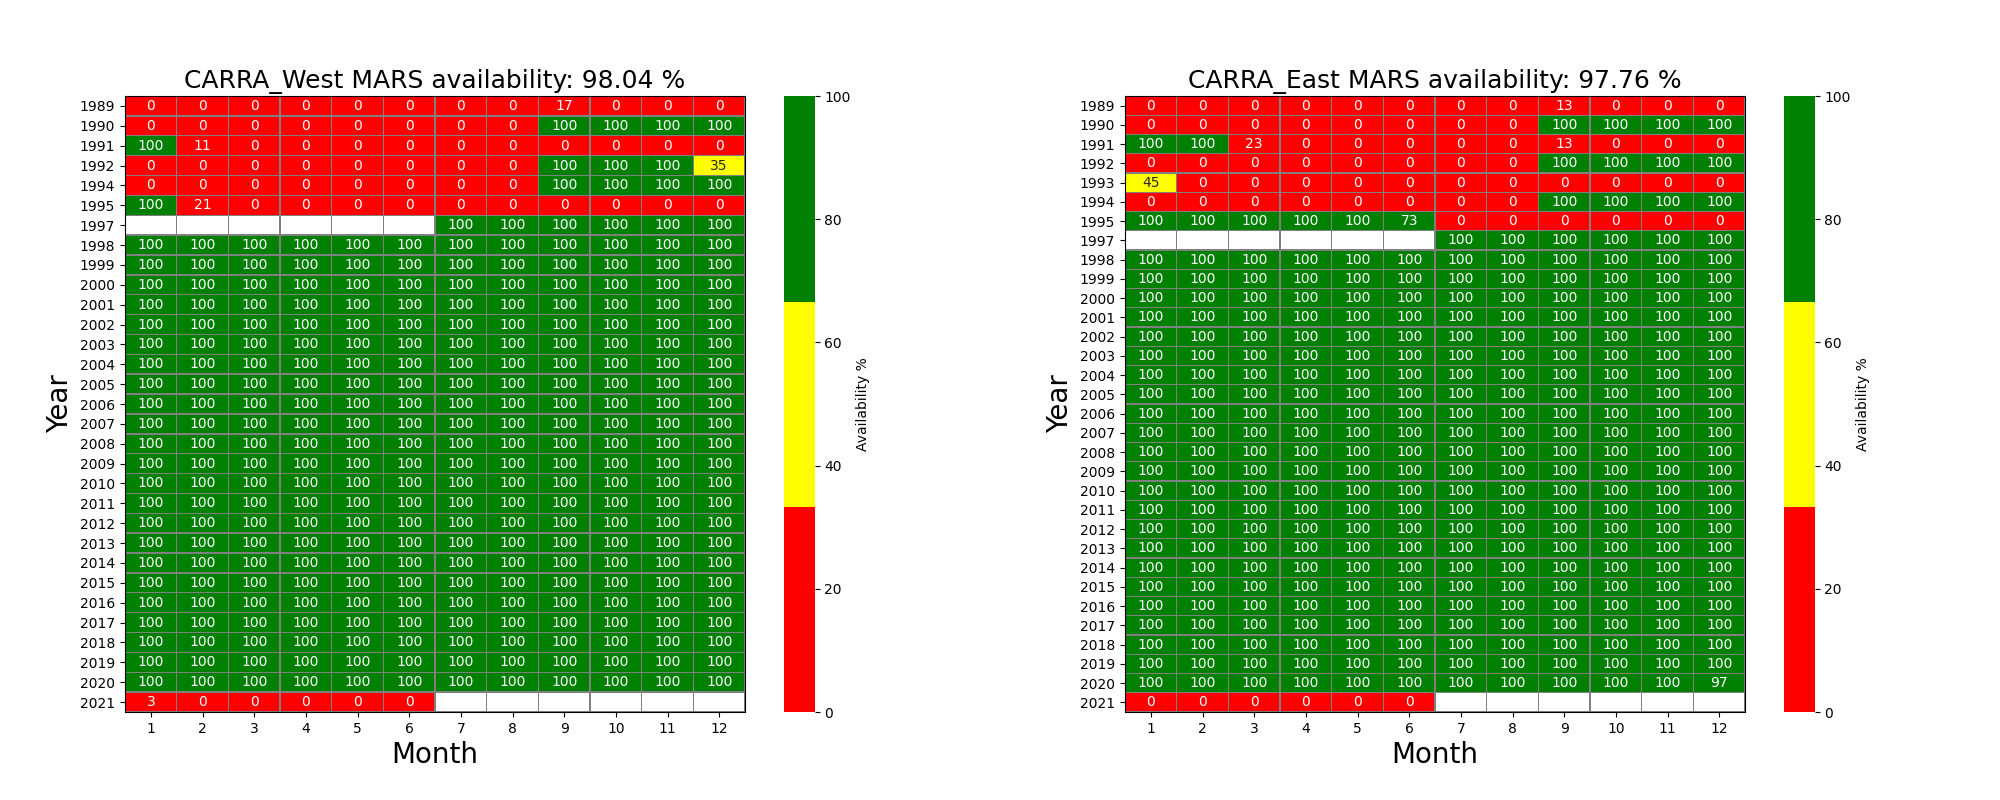 CARRA_West MARS availability: 98.04 %
1989 0 0 0 0 0 0 0 0 17 0 0 0
1990 0 0 0 0 0 0 0 0 100 100 100 100
1991 100 11 0 0 0 0 0 0 0 0 0 0
1992 0 0 0 0 0 0 0 0 100 100 100 35
1994 0 0 0 0 0 0 0 0 100 100 100 100
1995 100 21 0 0 0 0 0 0 0 0 0 0
1997 100 100 100 100 100 100
1998 100 100 100 100 100 100 100 100 100 100 100 100
1999 100 100 100 100 100 100 100 100 100 100 100 100
2000 100 100 100 100 100 100 100 100 100 100 100 100
2001 100 100 100 100 100 100 100 100 100 100 100 100
2002 100 100 100 100 100 100 100 100 100 100 100 100
2003 100 100 100 100 100 100 100 100 100 100 100 100
2004 100 100 100 100 100 100 100 100 100 100 100 100
2005 100 100 100 100 100 100 100 100 100 100 100 100
2006 100 100 100 100 100 100 100 100 100 100 100 100
2007 100 100 100 100 100 100 100 100 100 100 100 100
2008 100 100 100 100 100 100 100 100 100 100 100 100
2009 100 100 100 100 100 100 100 100 100 100 100 100
2010 100 100 100 100 100 100 100 100 100 100 100 100
2011 100 100 100 100 100 100 100 100 100 100 100 100
2012 100 100 100 100 100 100 100 100 100 100 100 100
2013 100 100 100 100 100 100 100 100 100 100 100 100
2014 100 100 100 100 100 100 100 100 100 100 100 100
2015 100 100 100 100 100 100 100 100 100 100 100 100
2016 100 100 100 100 100 100 100 100 100 100 100 100
2017 100 100 100 100 100 100 100 100 100 100 100 100
2018 100 100 100 100 100 100 100 100 100 100 100 100
2019 100 100 100 100 100 100 100 100 100 100 100 100
2020 100 100 100 100 100 100 100 100 100 100 100 100
2021 3 0 0 0 0 0
1 2 3 4 5 6 7 8 9 10 11 12
Month
Year
100
80
60
40
20
0
Availability %
CARRA_East MARS availability: 97.76 %
1989 0 0 0 0 0 0 0 0 13 0 0 0
1990 0 0 0 0 0 0 0 0 100 100 100 100
1991 100 100 23 0 0 0 0 0 13 0 0 0
1992 0 0 0 0 0 0 0 0 100 100 100 100
1993 45 0 0 0 0 0 0 0 0 0 0 0
1994 0 0 0 0 0 0 0 0 100 100 100 100
1995 100 100 100 100 100 73 0 0 0 0 0 0
1997 100 100 100 100 100 100
1998 100 100 100 100 100 100 100 100 100 100 100 100
1999 100 100 100 100 100 100 100 100 100 100 100 100
2000 100 100 100 100 100 100 100 100 100 100 100 100
2001 100 100 100 100 100 100 100 100 100 100 100 100
2002 100 100 100 100 100 100 100 100 100 100 100 100
2003 100 100 100 100 100 100 100 100 100 100 100 100
2004 100 100 100 100 100 100 100 100 100 100 100 100
2005 100 100 100 100 100 100 100 100 100 100 100 100
2006 100 100 100 100 100 100 100 100 100 100 100 100
2007 100 100 100 100 100 100 100 100 100 100 100 100
2008 100 100 100 100 100 100 100 100 100 100 100 100
2009 100 100 100 100 100 100 100 100 100 100 100 100
2010 100 100 100 100 100 100 100 100 100 100 100 100
2011 100 100 100 100 100 100 100 100 100 100 100 100
2012 100 100 100 100 100 100 100 100 100 100 100 100
2013 100 100 100 100 100 100 100 100 100 100 100 100
2014 100 100 100 100 100 100 100 100 100 100 100 100
2015 100 100 100 100 100 100 100 100 100 100 100 100
2016 100 100 100 100 100 100 100 100 100 100 100 100
2017 100 100 100 100 100 100 100 100 100 100 100 100
2018 100 100 100 100 100 100 100 100 100 100 100 100
2019 100 100 100 100 100 100 100 100 100 100 100 100
2020 100 100 100 100 100 100 100 100 100 100 100 97
2021 0 0 0 0 0 0
1 2 3 4 5 6 7 8 9 10 11 12
Month
Year
100
80
60
40
20
0
Availability %